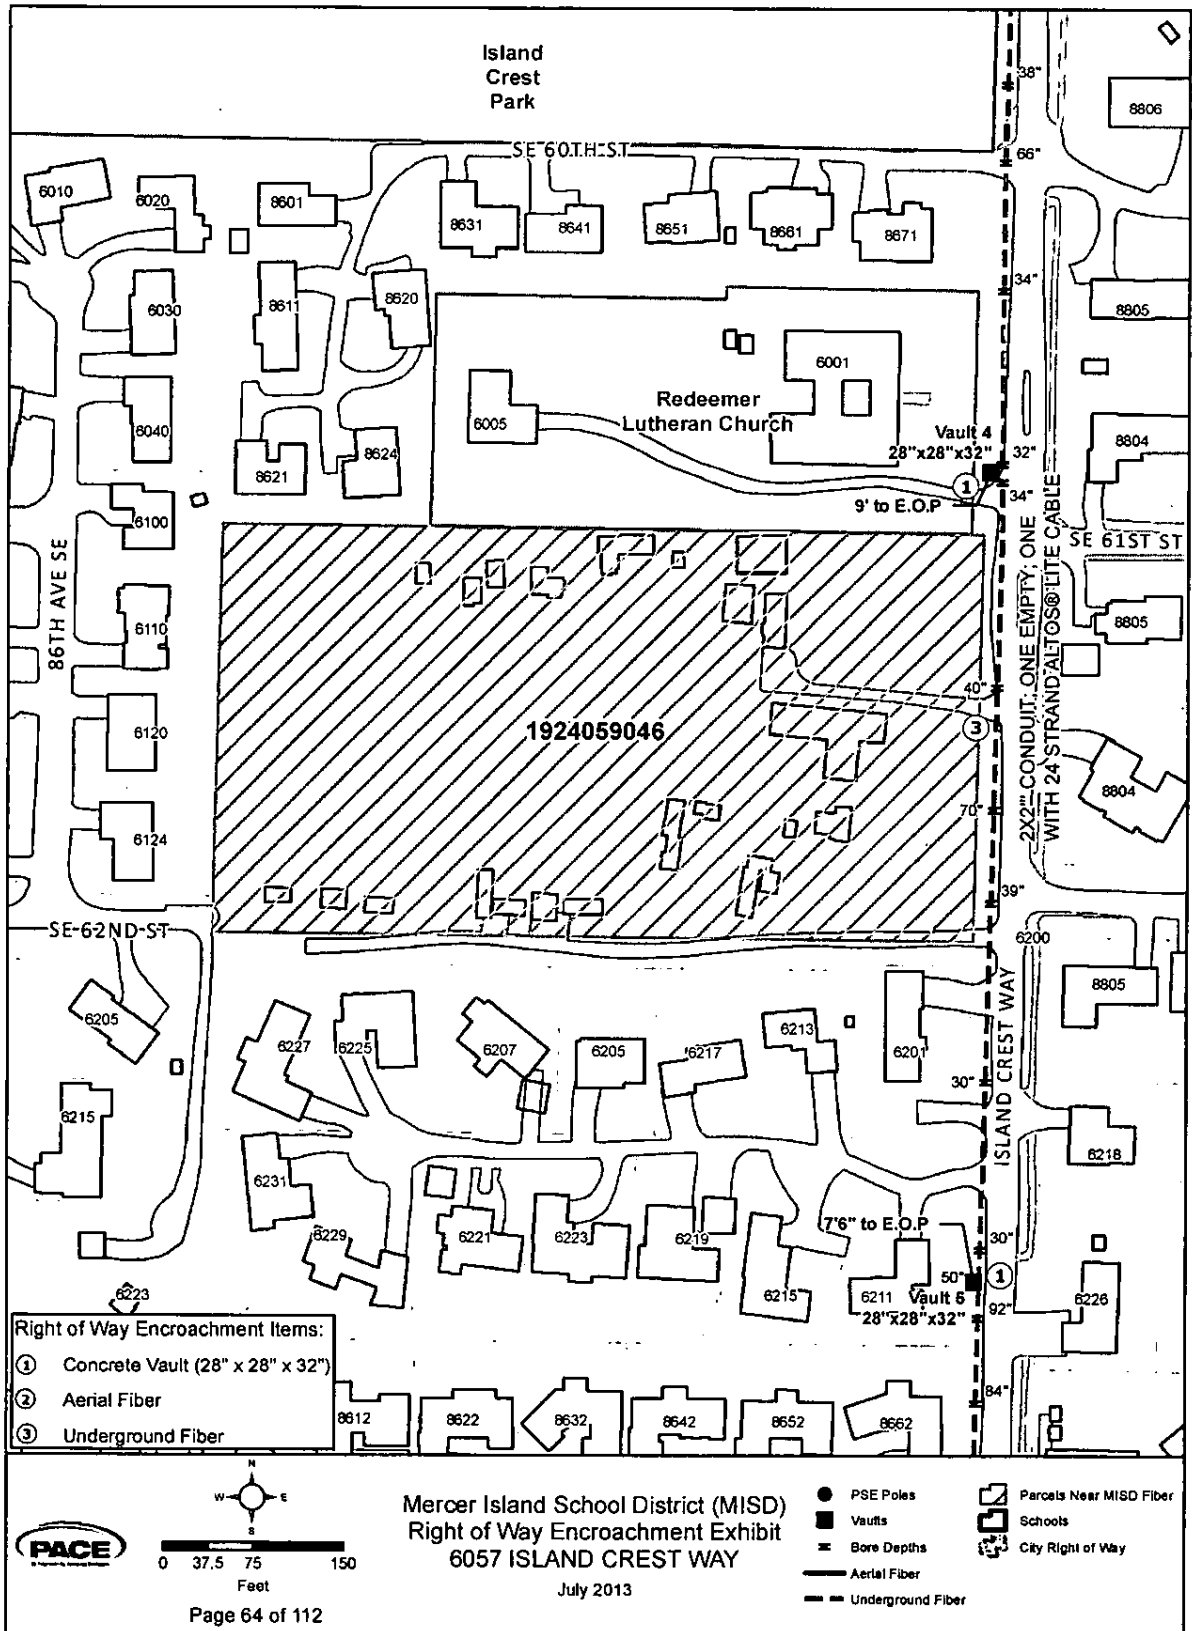 Island
Crest
Park
38"
8806
66"
SE 60TH ST
6010
6020
8601
8631
8641
8651
8661
8671
34"
8805
6030
8611
8620
6001
Redeemer
Lutheran Church
6005
6040
8621
8624
Vault 4
28"x28"x32"
32"
8804
1
34"
9' to E.O.P
6100
SE 61ST ST
86TH AVE SE
6110
8805
2X2" CONDUIT; ONE EMPTY; ONE
WITH 24 STRAND ALTOS® LITE CABLE
40"
3
1924059046
6120
8804
70"
6124
39"
SE 62ND ST
6200
ISLAND CREST WAY
8805
6205
6227
6225
6207
6205
6217
6213
6201
30"
6215
6218
6231
6229
6221
6223
6219
7'6" to E.O.P
30"
50"
1
6215
6211
Vault 5
28"x28"x32"
92"
6226
6223
84"
Right of Way Encroachment Items:
1 Concrete Vault (28" x 28" x 32")
2 Aerial Fiber
3 Underground Fiber
8612
8622
8632
8642
8652
8662
N
W E
S
PACE
0 37.5 75 150
Feet
Page 64 of 112
Mercer Island School District (MISD)
Right of Way Encroachment Exhibit
6057 ISLAND CREST WAY
July 2013
PSE Poles
Vaults
Bore Depths
Aerial Fiber
Underground Fiber
Parcels Near MISD Fiber
Schools
City Right of Way